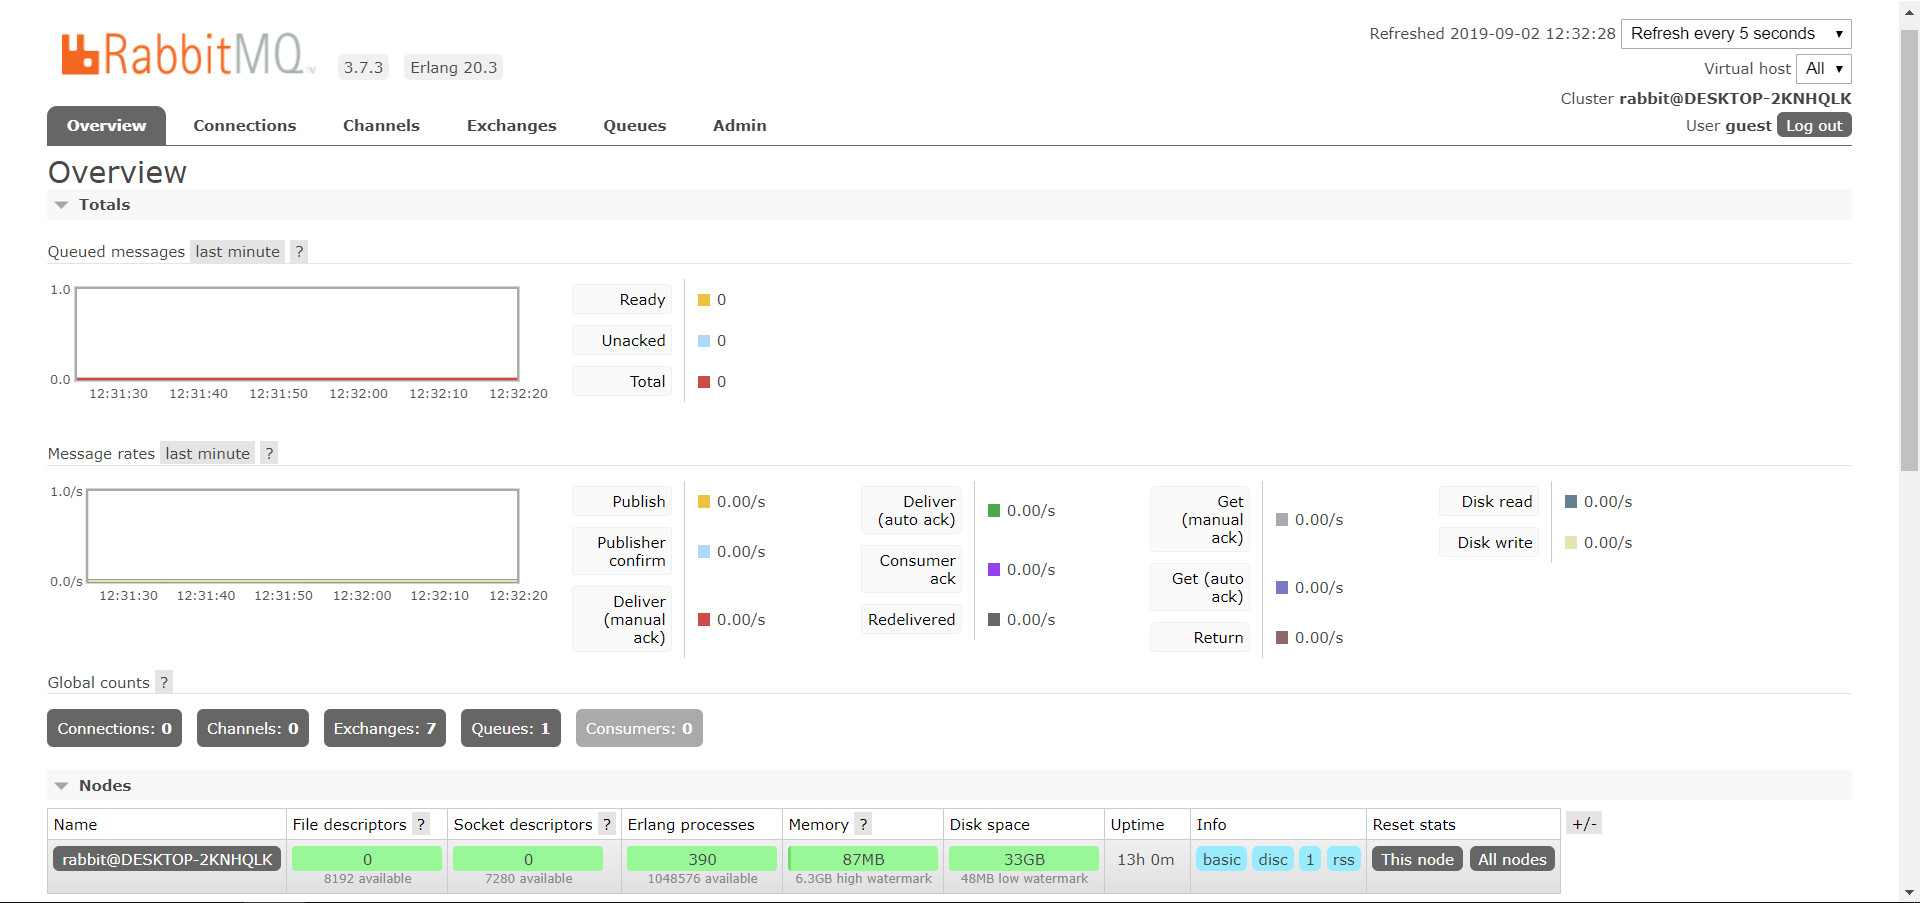 RabbitMQ™ 3.7.3 Erlang 20.3
Refreshed 2019-09-02 12:32:28 Refresh every 5 seconds
Virtual host All
Cluster rabbit@DESKTOP-2KNHQLK
User guest Log out
Overview Connections Channels Exchanges Queues Admin
Overview
Totals
Queued messages last minute ?
1.0
0.0
12:31:30 12:31:40 12:31:50 12:32:00 12:32:10 12:32:20
Ready 0
Unacked 0
Total 0
Message rates last minute ?
1.0/s
0.0/s
12:31:30 12:31:40 12:31:50 12:32:00 12:32:10 12:32:20
Publish 0.00/s
Publisher
confirm 0.00/s
Deliver
(manual
ack) 0.00/s
Deliver
(auto ack) 0.00/s
Consumer
ack 0.00/s
Redelivered 0.00/s
Get
(manual
ack) 0.00/s
Get (auto
ack) 0.00/s
Return 0.00/s
Disk read 0.00/s
Disk write 0.00/s
Global counts ?
Connections: 0 Channels: 0 Exchanges: 7 Queues: 1 Consumers: 0
Nodes
Name File descriptors ? Socket descriptors ? Erlang processes Memory ? Disk space Uptime Info Reset stats +/-
rabbit@DESKTOP-2KNHQLK 0 0 390 87MB 33GB 13h 0m basic disc 1 rss This node All nodes
8192 available 7280 available 1048576 available 6.3GB high watermark 48MB low watermark